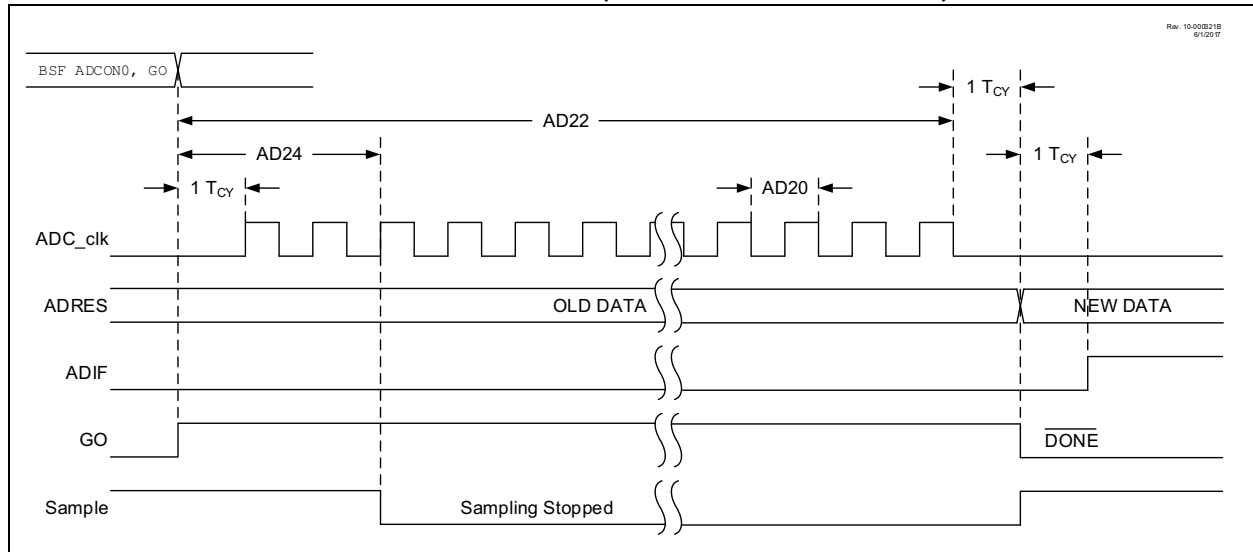 Rev. 10-000321B
6/1/2017
BSF ADCON0, GO
1 TCY
AD22
AD24
1 TCY
1 TCY
AD20
ADC_clk
ADRES
OLD DATA
NEW DATA
ADIF
GO
DONE
Sample
Sampling Stopped